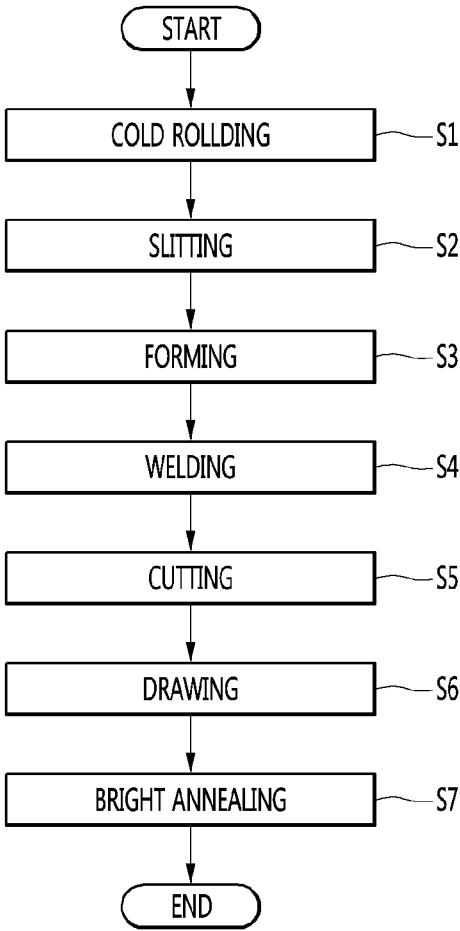 START
COLD ROLLDING S1
SLITTING S2
FORMING S3
WELDING S4
CUTTING S5
DRAWING S6
BRIGHT ANNEALING S7
END